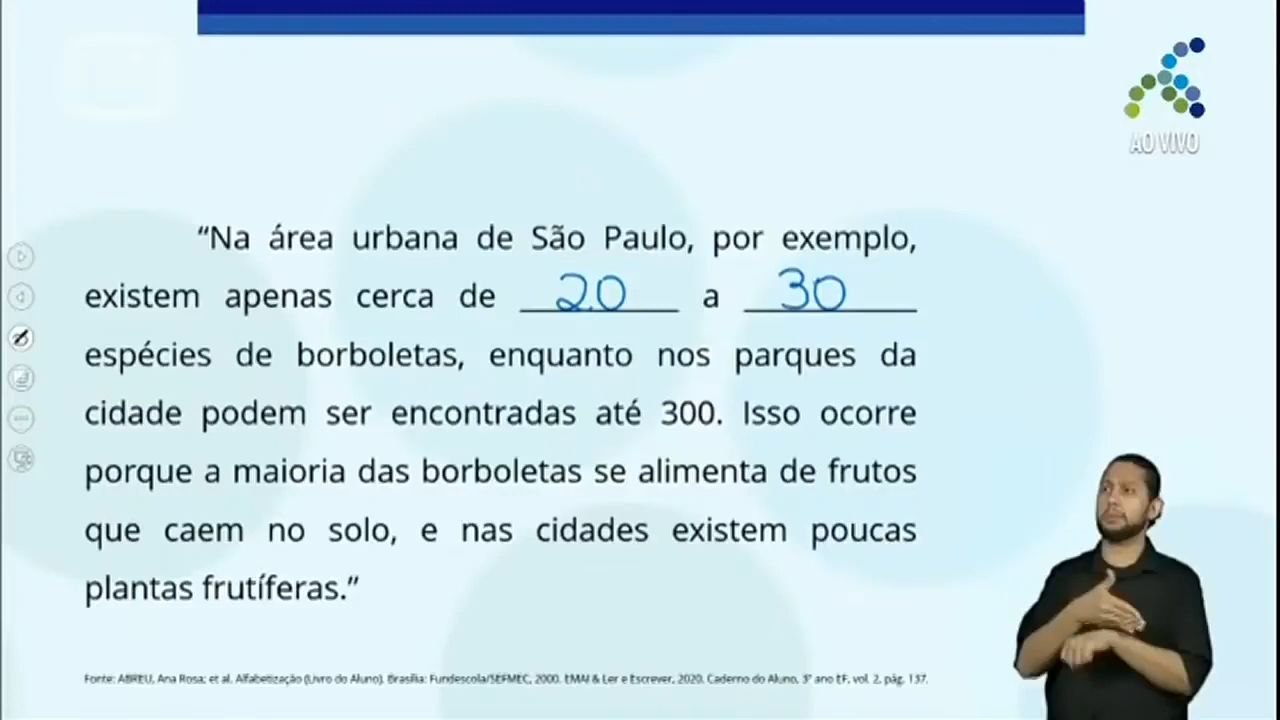 AO VIVO
“Na área urbana de São Paulo, por exemplo,
existem apenas cerca de 20 a 30
espécies de borboletas, enquanto nos parques da
cidade podem ser encontradas até 300. Isso ocorre
porque a maioria das borboletas se alimenta de frutos
que caem no solo, e nas cidades existem poucas
plantas frutíferas.”
Fonte: ABREU, Ana Rosa; et al. Alfabetização (Livro do Aluno). Brasília: Fundescola/SEFMEC, 2000. EMAI & Ler e Escrever, 2020. Caderno do Aluno, 3º ano EF, vol. 2, pág. 137.